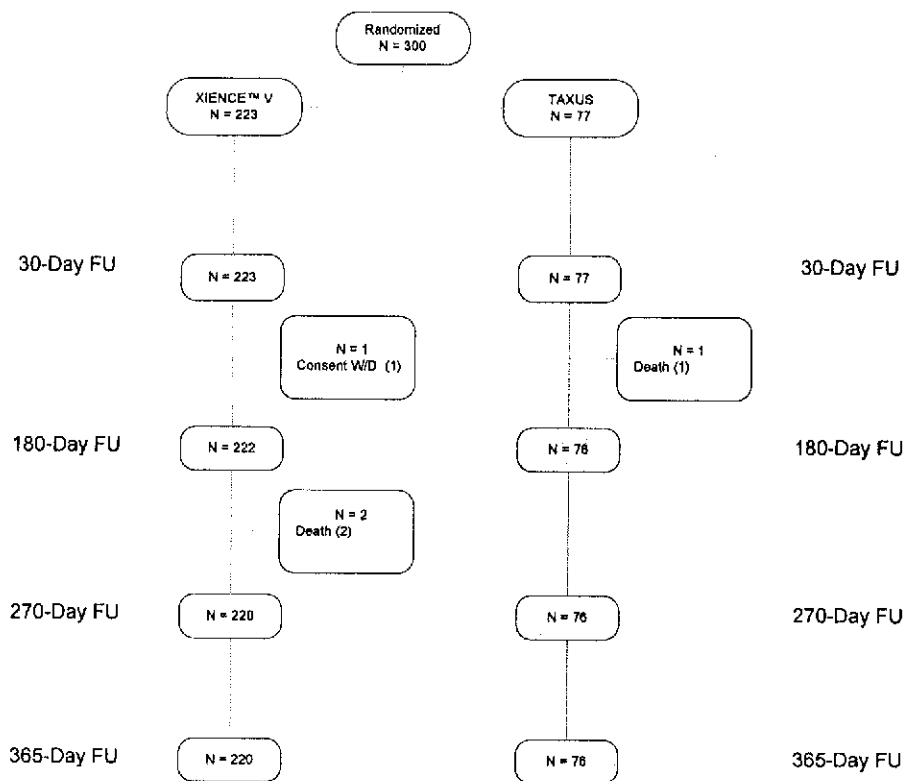 Randomized
N = 300
XIENCE™ V
N = 223
TAXUS
N = 77
30-Day FU
N = 223
N = 77
30-Day FU
N = 1
Consent W/D (1)
N = 1
Death (1)
180-Day FU
N = 222
N = 76
180-Day FU
N = 2
Death (2)
270-Day FU
N = 220
N = 76
270-Day FU
365-Day FU
N = 220
N = 76
365-Day FU